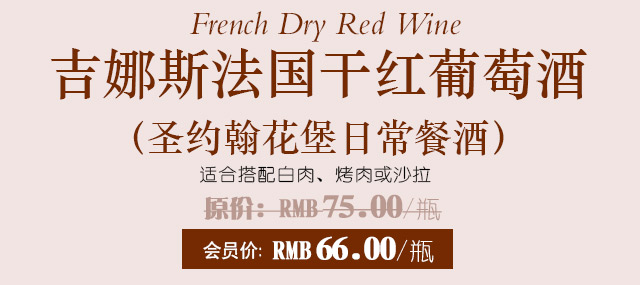 French Dry Red Wine
吉娜斯法国干红葡萄酒
（圣约翰花堡日常餐酒）
适合搭配白肉、烤肉或沙拉
原价：RMB 75.00/瓶
会员价: RMB 66.00/瓶